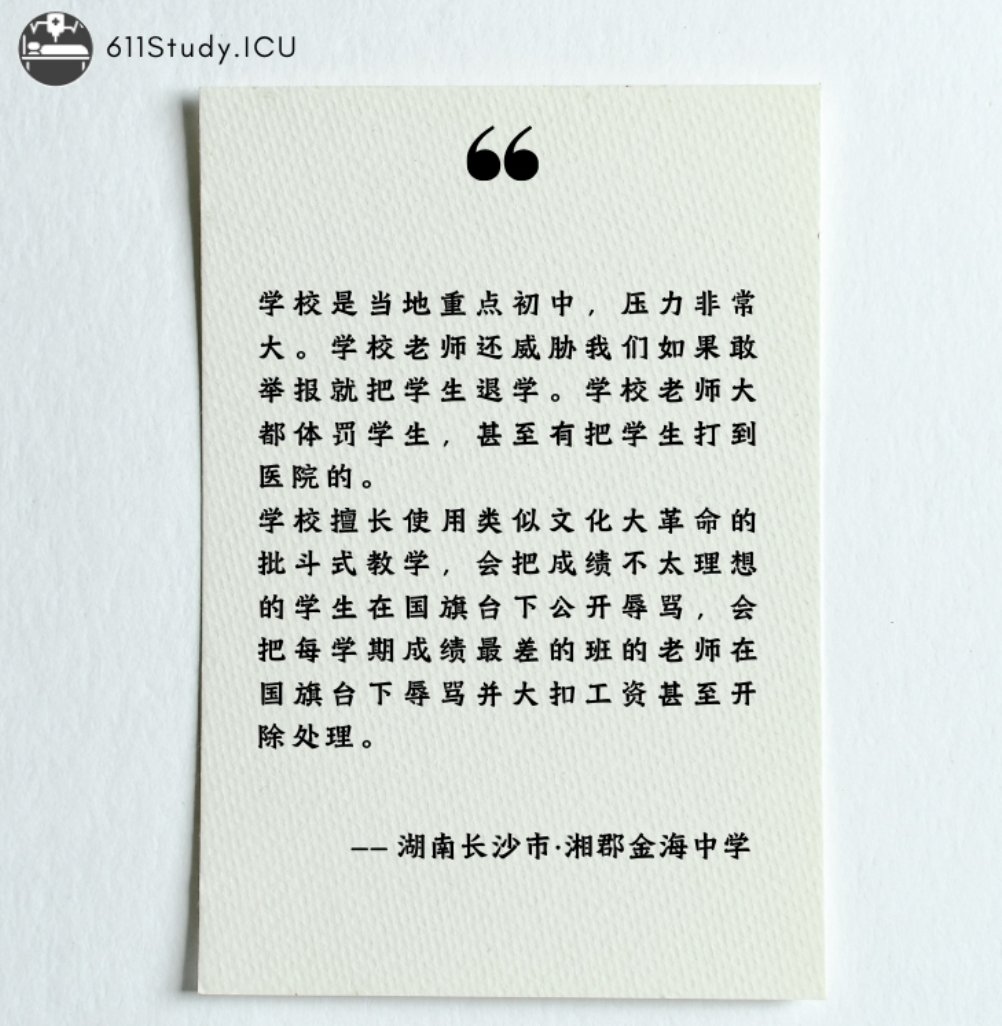 611Study.ICU
“
学校是当地重点初中，压力非常
大。学校老师还威胁我们如果敢
举报就把学生退学。学校老师大
都体罚学生，甚至有把学生打到
医院的。
学校擅长使用类似文化大革命的
批斗式教学，会把成绩不太理想
的学生在国旗台下公开辱骂，会
把每学期成绩最差的班的老师在
国旗台下辱骂并大扣工资甚至开
除处理。
—— 湖南长沙市·湘郡金海中学